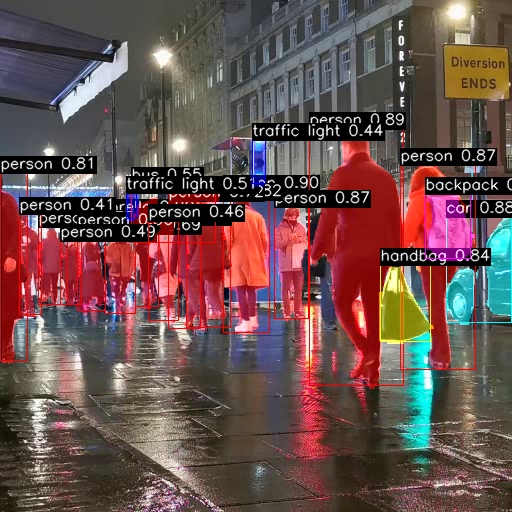 FOREVE
Diversion
ENDS
person 0.89
traffic light 0.44
person 0.87
person 0.81
bus 0.55
traffic light 0.51
0.90
backpack
person 0.87
person 0.41
person 0.46
car 0.88
person 0.49
handbag 0.84